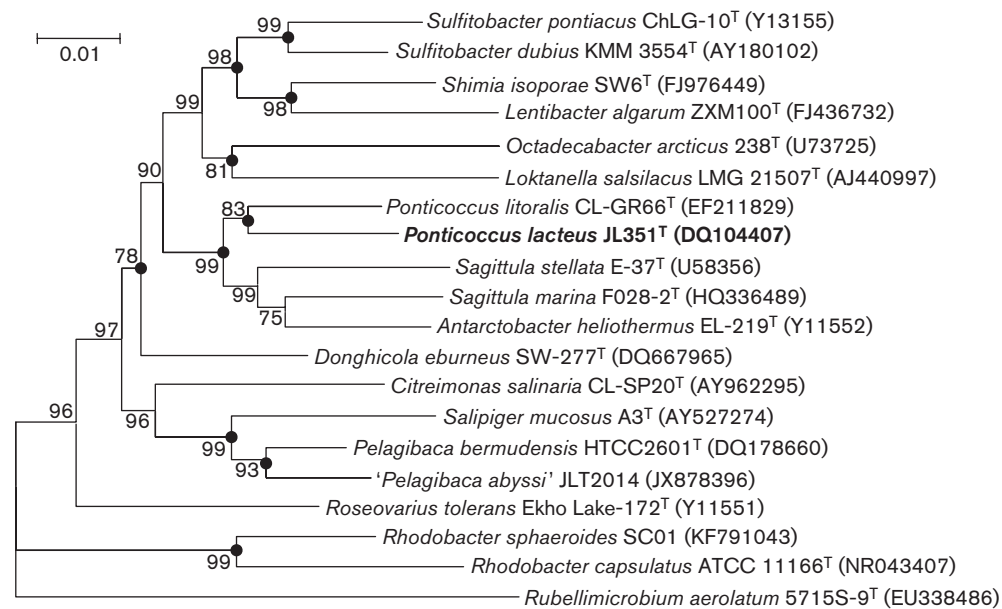 99
Sulfitobacter pontiacus ChLG-10ᵀ (Y13155)
0.01
98
Sulfitobacter dubius KMM 3554ᵀ (AY180102)
Shimia isoporae SW6ᵀ (FJ976449)
99
98
Lentibacter algarum ZXM100ᵀ (FJ436732)
Octadecabacter arcticus 238ᵀ (U73725)
90
81
Loktanella salsilacus LMG 21507ᵀ (AJ440997)
83
Ponticoccus litoralis CL-GR66ᵀ (EF211829)
Ponticoccus lacteus JL351ᵀ (DQ104407)
78
99
Sagittula stellata E-37ᵀ (U58356)
99
Sagittula marina F028-2ᵀ (HQ336489)
75
Antarctobacter heliothermus EL-219ᵀ (Y11552)
97
Donghicola eburneus SW-277ᵀ (DQ667965)
Citreimonas salinaria CL-SP20ᵀ (AY962295)
96
96
Salipiger mucosus A3ᵀ (AY527274)
99
Pelagibaca bermudensis HTCC2601ᵀ (DQ178660)
93
‘Pelagibaca abyssi’ JLT2014 (JX878396)
Roseovarius tolerans Ekho Lake-172ᵀ (Y11551)
Rhodobacter sphaeroides SC01 (KF791043)
99
Rhodobacter capsulatus ATCC 11166ᵀ (NR043407)
Rubellimicrobium aerolatum 5715S-9ᵀ (EU338486)